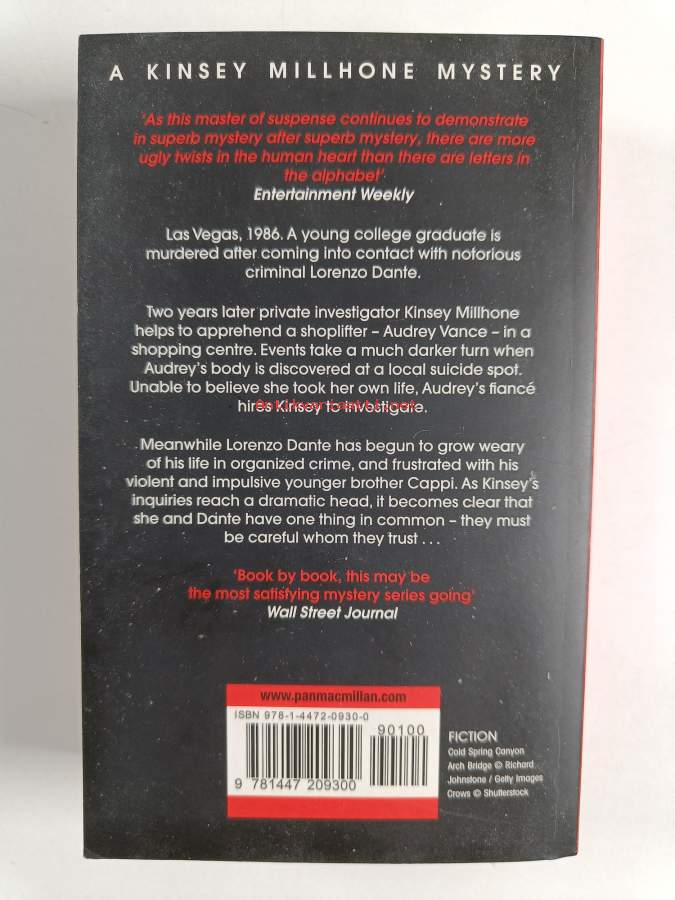 A KINSEY MILLHONE MYSTERY
'As this master of suspense continues to demonstrate
in superb mystery after superb mystery, there are more
ugly twists in the human heart than there are letters in
the alphabet'
Entertainment Weekly
Las Vegas, 1986. A young college graduate is
murdered after coming into contact with notorious
criminal Lorenzo Dante.
Two years later private investigator Kinsey Millhone
helps to apprehend a shoplifter – Audrey Vance – in a
shopping centre. Events take a much darker turn when
Audrey's body is discovered at a local suicide spot.
Unable to believe she took her own life, Audrey's fiancé
hires Kinsey to investigate.
Meanwhile Lorenzo Dante has begun to grow weary
of his life in organized crime, and frustrated with his
violent and impulsive younger brother Cappi. As Kinsey's
inquiries reach a dramatic head, it becomes clear that
she and Dante have one thing in common – they must
be careful whom they trust . . .
'Book by book, this may be
the most satisfying mystery series going'
Wall Street Journal
www.panmacmillan.com
ISBN 978-1-4472-0930-0
90100
9 781447 209300
FICTION
Cold Spring Canyon
Arch Bridge © Richard
Johnstone / Getty Images
Crows © Shutterstock